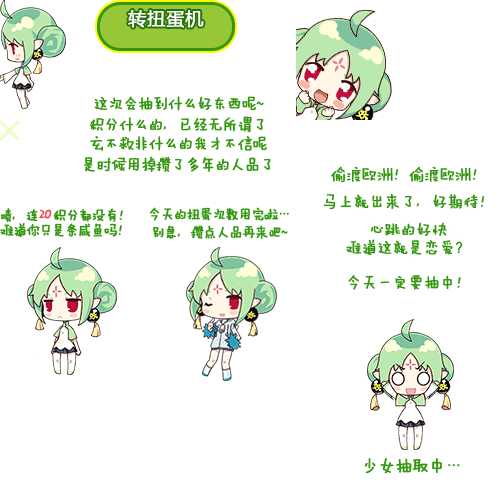 转扭蛋机
这次会抽到什么好东西呢~
积分什么的，已经无所谓了
玄不救非什么的我才不信呢
是时候用掉攒了多年的人品了
偷渡欧洲！偷渡欧洲！
马上就出来了，好期待！
心跳的好快
难道这就是恋爱？
今天一定要抽中！
嘻，连20积分都没有！
难道你只是条咸鱼吗！
今天的扭蛋次数用完啦…
别急，攒点人品再来吧~
少女抽取中…